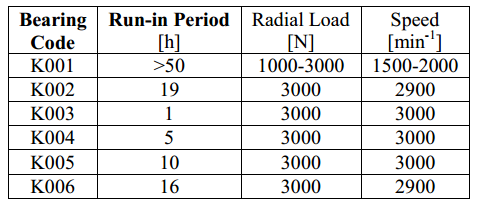 Bearing Code Run-in Period [h] Radial Load [N] Speed [min⁻¹]
K001 >50 1000-3000 1500-2000
K002 19 3000 2900
K003 1 3000 3000
K004 5 3000 3000
K005 10 3000 3000
K006 16 3000 2900